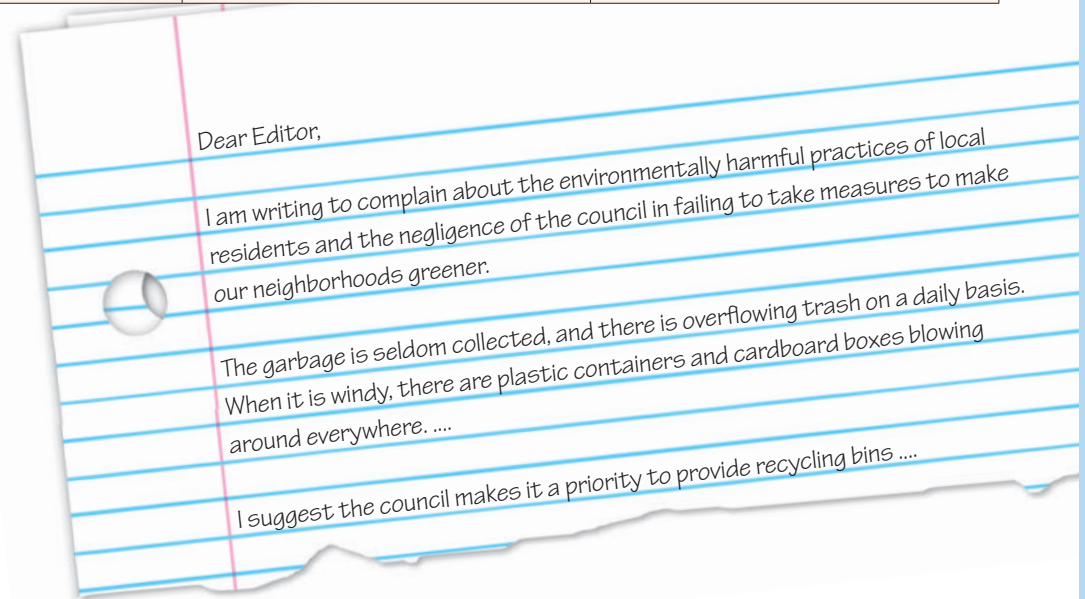 Dear Editor,
I am writing to complain about the environmentally harmful practices of local
residents and the negligence of the council in failing to take measures to make
our neighborhoods greener.
The garbage is seldom collected, and there is overflowing trash on a daily basis.
When it is windy, there are plastic containers and cardboard boxes blowing
around everywhere. ....
I suggest the council makes it a priority to provide recycling bins ....